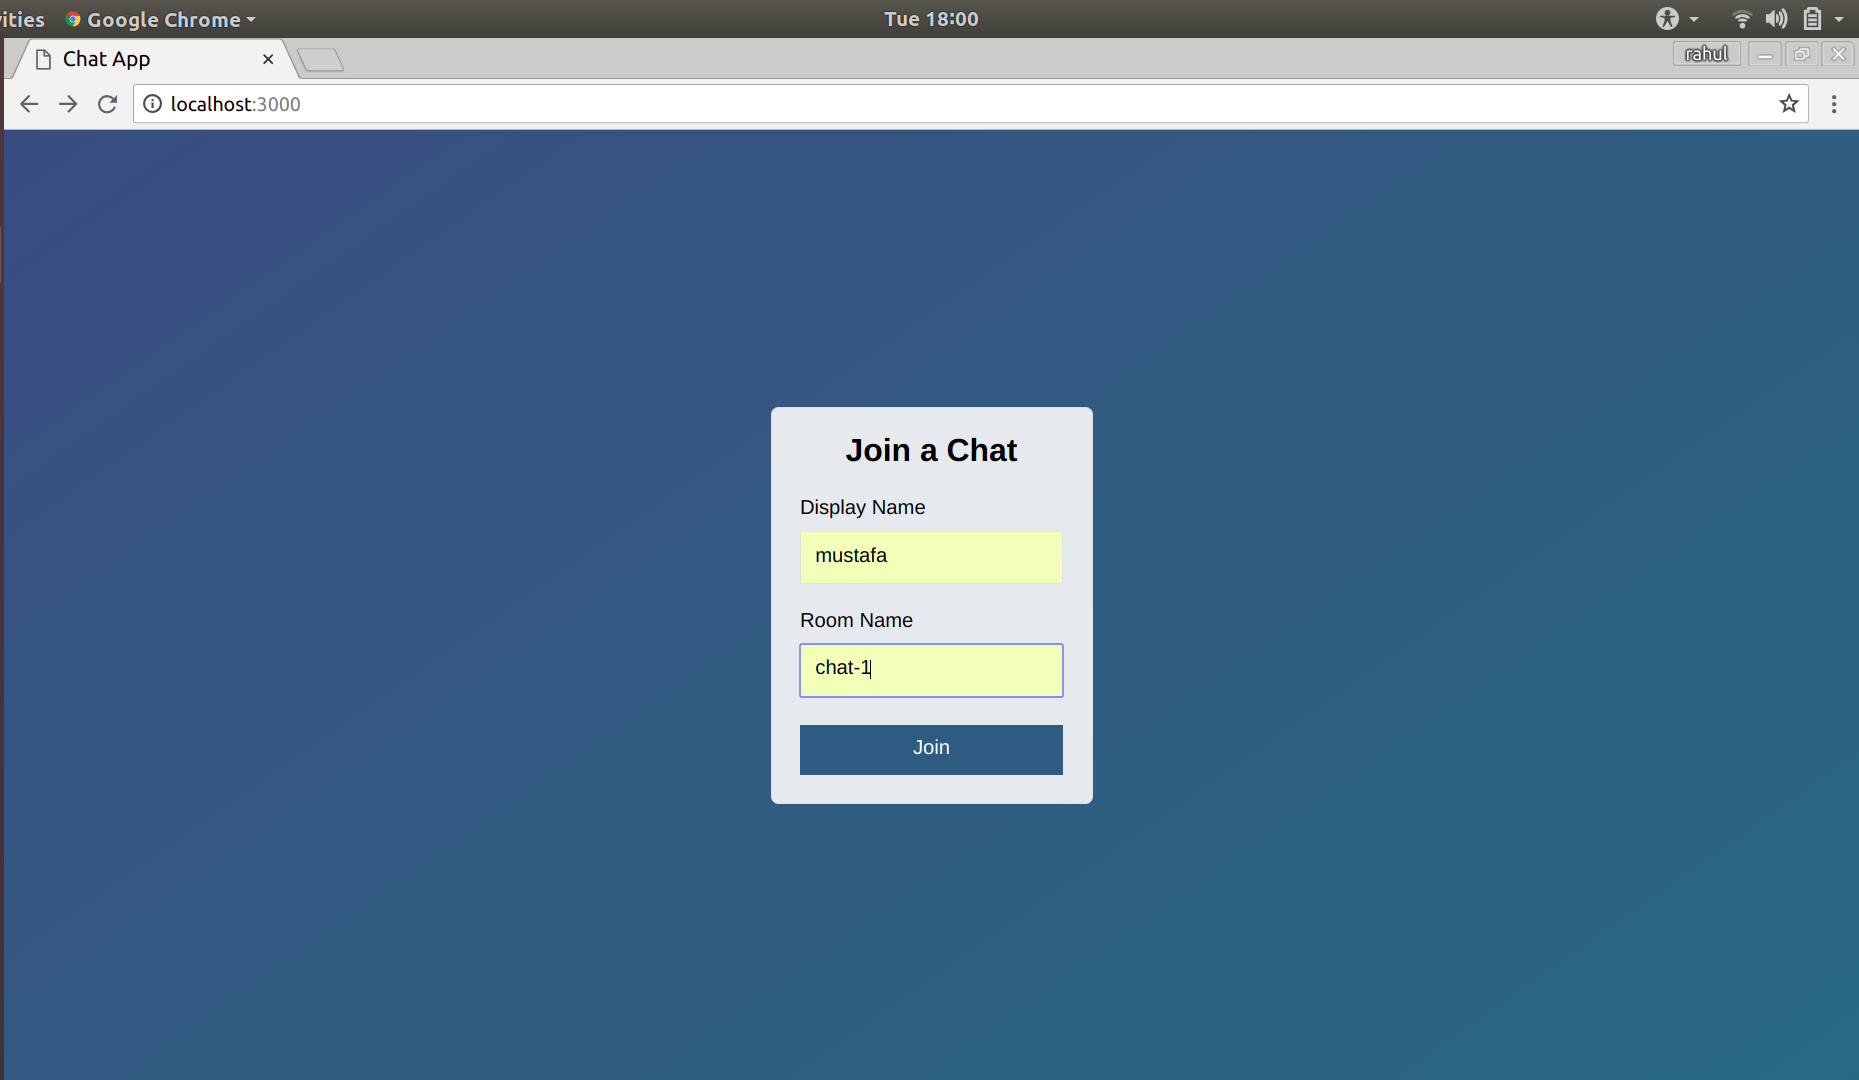 vities Google Chrome Tue 18:00
Chat App rahul
localhost:3000
Join a Chat
Display Name
mustafa
Room Name
chat-1
Join